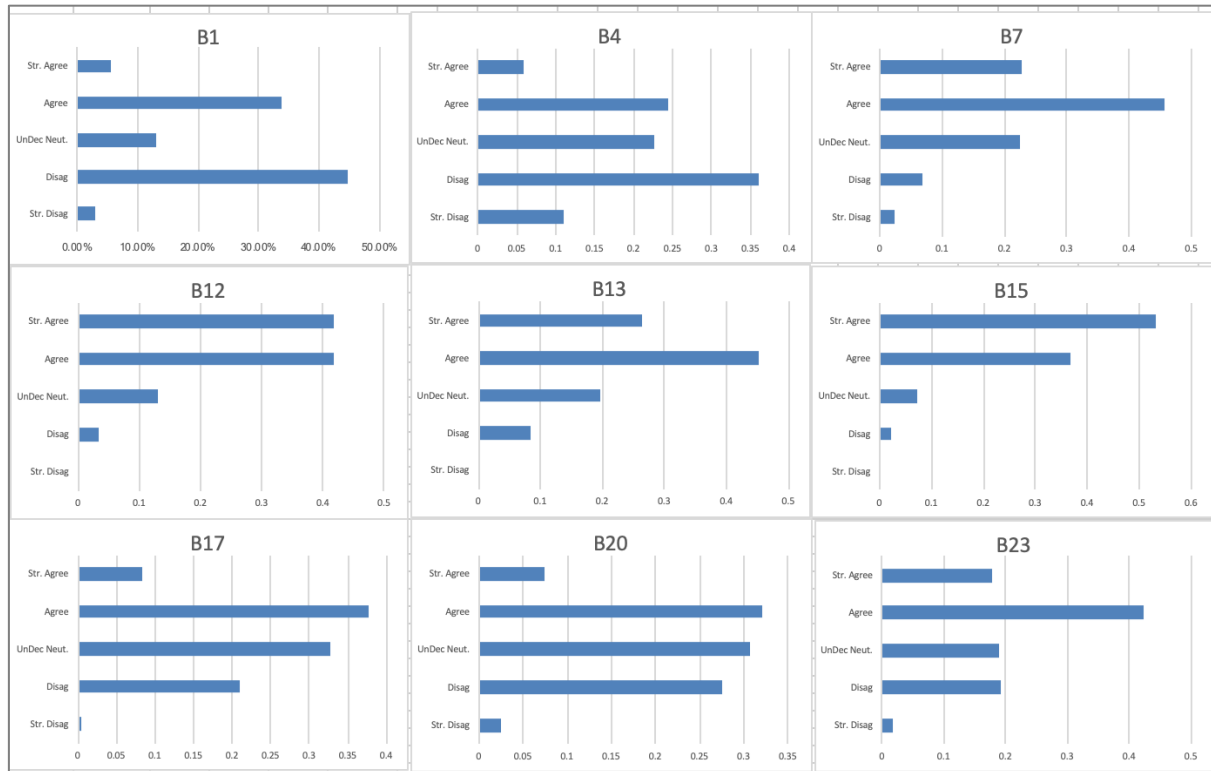 B1
Str. Agree
Agree
UnDec Neut.
Disag
Str. Disag
0.00% 10.00% 20.00% 30.00% 40.00% 50.00%
B4
Str. Agree
Agree
UnDec Neut.
Disag
Str. Disag
0 0.05 0.1 0.15 0.2 0.25 0.3 0.35 0.4
B7
Str. Agree
Agree
UnDec Neut.
Disag
Str. Disag
0 0.1 0.2 0.3 0.4 0.5
B12
Str. Agree
Agree
UnDec Neut.
Disag
Str. Disag
0 0.1 0.2 0.3 0.4 0.5
B13
Str. Agree
Agree
UnDec Neut.
Disag
Str. Disag
0 0.1 0.2 0.3 0.4 0.5
B15
Str. Agree
Agree
UnDec Neut.
Disag
Str. Disag
0 0.1 0.2 0.3 0.4 0.5 0.6
B17
Str. Agree
Agree
UnDec Neut.
Disag
Str. Disag
0 0.05 0.1 0.15 0.2 0.25 0.3 0.35 0.4
B20
Str. Agree
Agree
UnDec Neut.
Disag
Str. Disag
0 0.05 0.1 0.15 0.2 0.25 0.3 0.35
B23
Str. Agree
Agree
UnDec Neut.
Disag
Str. Disag
0 0.1 0.2 0.3 0.4 0.5